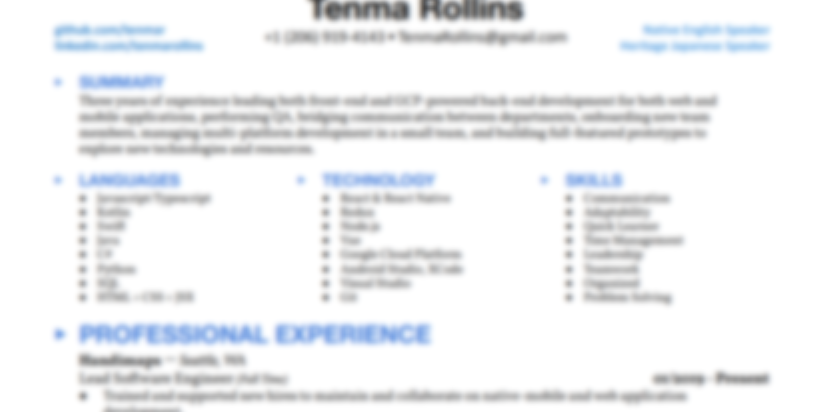 Tenma Rollins
github.com/tenmar
+1 (206) 919-4143 • TenmaRollins@gmail.com
Native English Speaker
linkedin.com/tenmarollins
Heritage Japanese Speaker
SUMMARY
Three years of experience leading both front-end and GCP-powered back-end development for both web and
mobile applications, performing QA, bridging communication between departments, onboarding new team
members, managing multi-platform development in a small team, and building full-featured prototypes to
explore new technologies and resources.
LANGUAGES
Javascript/Typescript
Kotlin
Swift
Java
C#
Python
SQL
HTML + CSS + JSX
TECHNOLOGY
React & React Native
Redux
Node.js
Vue
Google Cloud Platform
Android Studio, XCode
Visual Studio
Git
SKILLS
Communication
Adaptability
Quick Learner
Time Management
Leadership
Teamwork
Organized
Problem Solving
PROFESSIONAL EXPERIENCE
Handimaps — Seattle, WA
Lead Software Engineer (Full Time)
- Present
Trained and supported new hires to maintain and collaborate on native-mobile and web application
development.